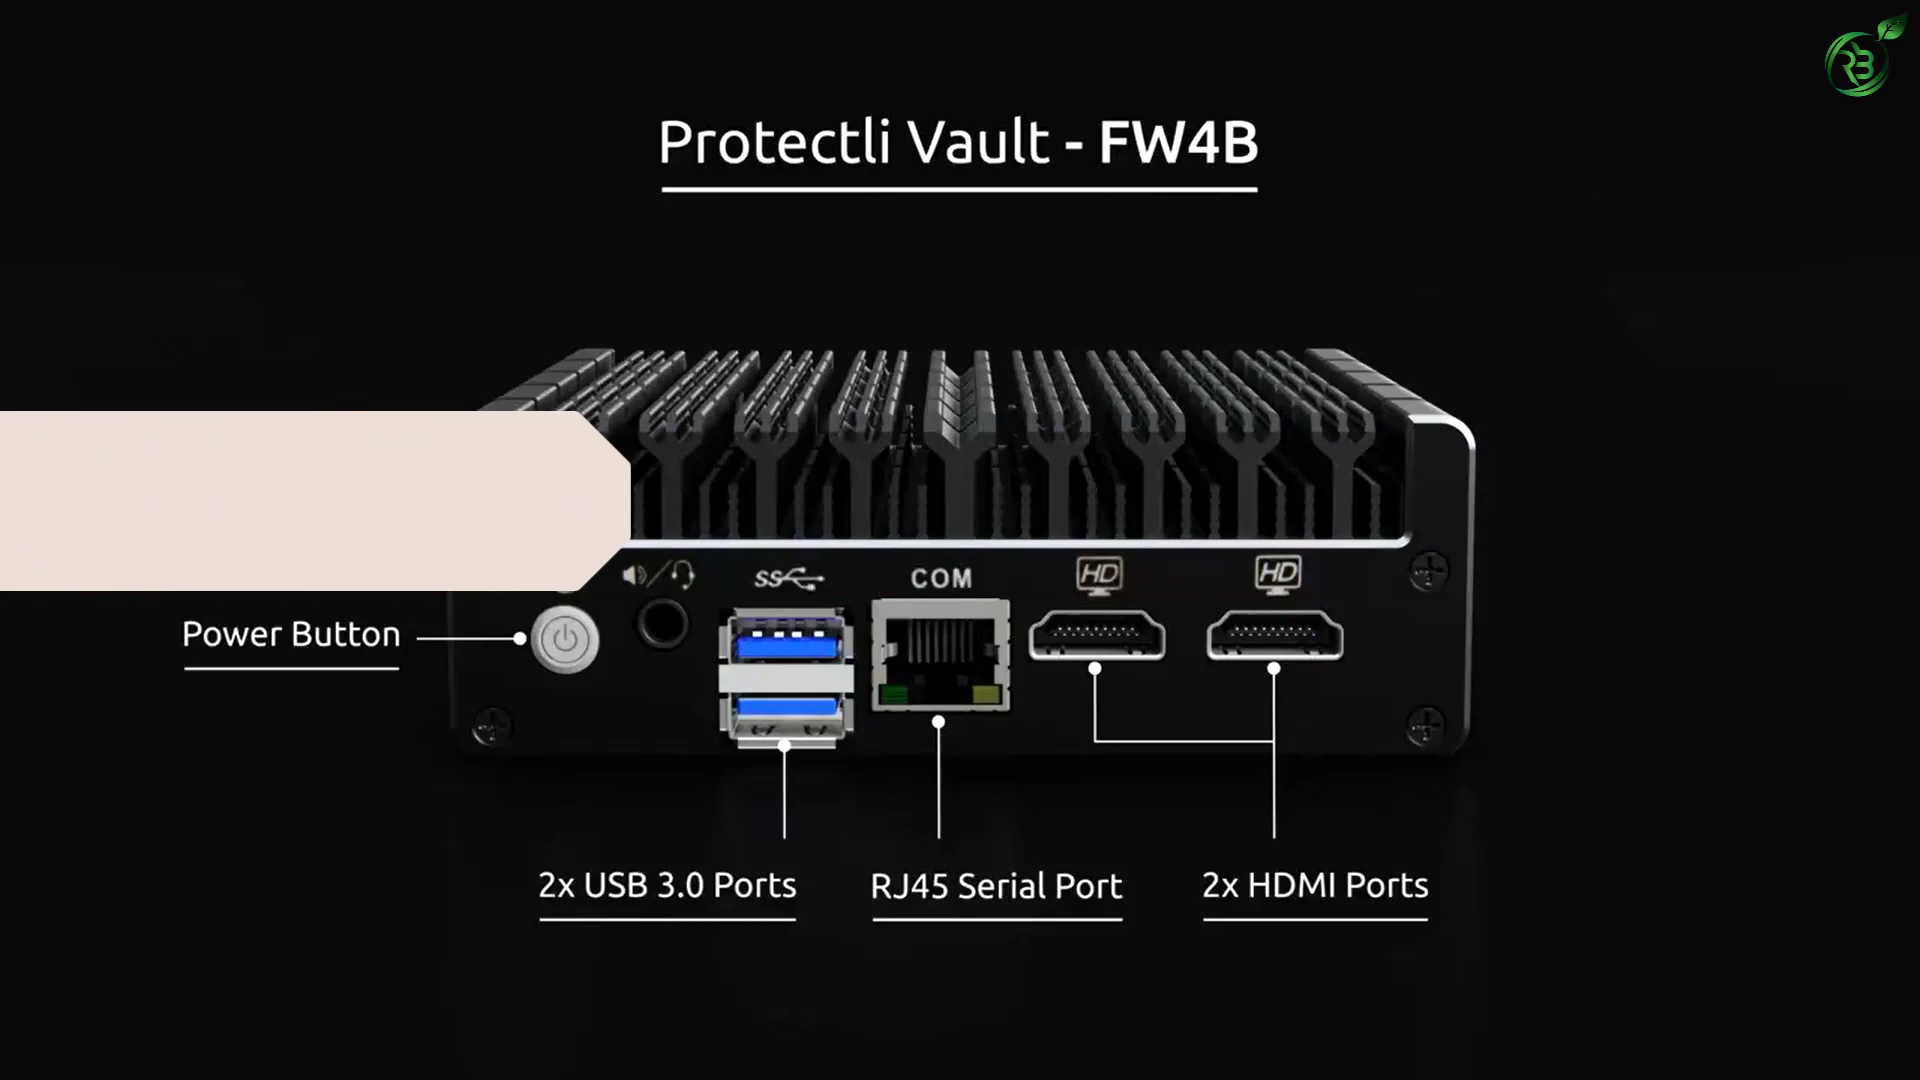 RB
Protectli Vault - FW4B
SS
COM
HD
HD
Power Button
2x USB 3.0 Ports
RJ45 Serial Port
2x HDMI Ports